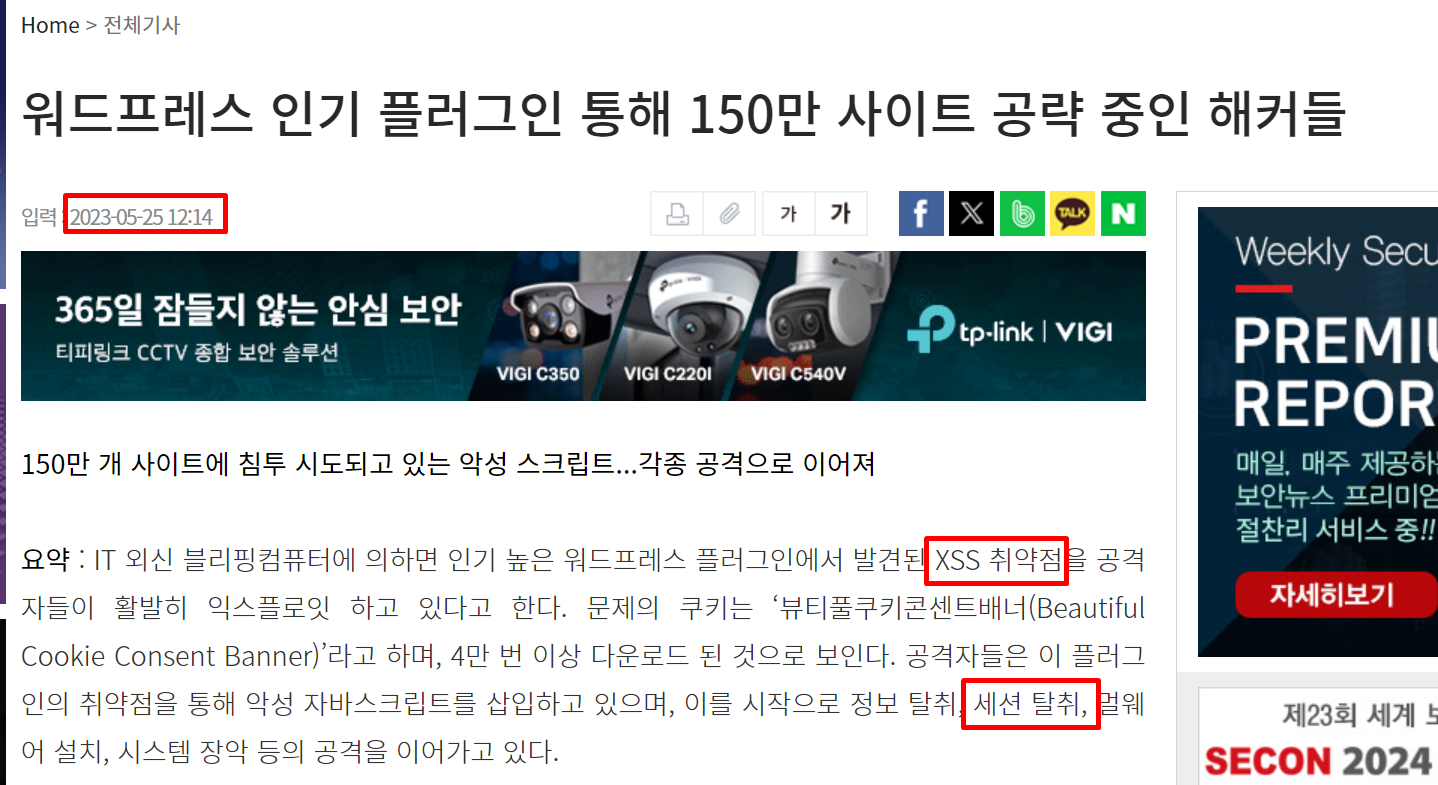 Home > 전체기사
워드프레스 인기 플러그인 통해 150만 사이트 공략 중인 해커들
입력 : 2023-05-25 12:14
가 가
f X b TALK N
365일 잠들지 않는 안심 보안
티피링크 CCTV 종합 보안 솔루션
VIGI C350 VIGI C220I VIGI C540V
tp-link | VIGI
150만 개 사이트에 침투 시도되고 있는 악성 스크립트...각종 공격으로 이어져
요약 : IT 외신 블리핑컴퓨터에 의하면 인기 높은 워드프레스 플러그인에서 발견된 XSS 취약점을 공격
자들이 활발히 익스플로잇 하고 있다고 한다. 문제의 쿠키는 ‘뷰티풀쿠키콘센트배너(Beautiful
Cookie Consent Banner)’라고 하며, 4만 번 이상 다운로드 된 것으로 보인다. 공격자들은 이 플러그
인의 취약점을 통해 악성 자바스크립트를 삽입하고 있으며, 이를 시작으로 정보 탈취, 세션 탈취, 멀웨
어 설치, 시스템 장악 등의 공격을 이어가고 있다.
Weekly Secu
PREMIU
REPOR
매일, 매주 제공하
보안뉴스 프리미엄
절찬리 서비스 중!!
자세히보기
제23회 세계 보
SECON 2024